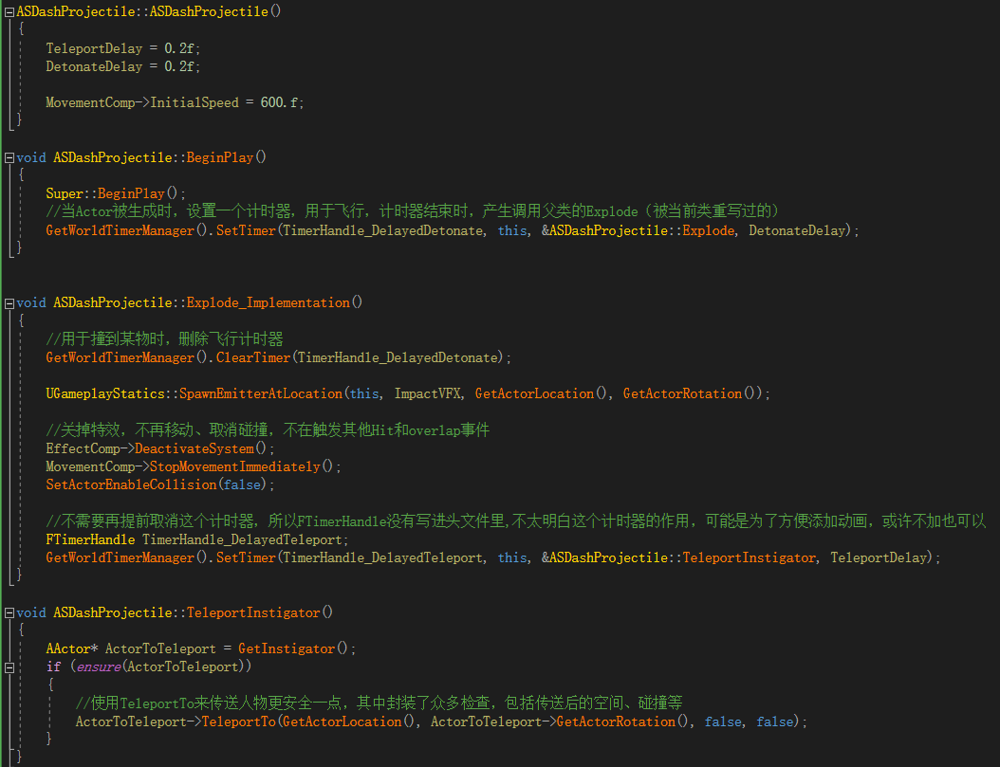 ASDashProjectile::ASDashProjectile()
{
TeleportDelay = 0.2f;
DetonateDelay = 0.2f;
MovementComp->InitialSpeed = 600.f;
}
void ASDashProjectile::BeginPlay()
{
Super::BeginPlay();
//当Actor被生成时，设置一个计时器，用于飞行，计时器结束时，产生调用父类的Explode（被当前类重写过的）
GetWorldTimerManager().SetTimer(TimerHandle_DelayedDetonate, this, &ASDashProjectile::Explode, DetonateDelay);
}
void ASDashProjectile::Explode_Implementation()
{
//用于撞到某物时，删除飞行计时器
GetWorldTimerManager().ClearTimer(TimerHandle_DelayedDetonate);
UGameplayStatics::SpawnEmitterAtLocation(this, ImpactVFX, GetActorLocation(), GetActorRotation());
//关掉特效，不再移动、取消碰撞，不在触发其他Hit和overlap事件
EffectComp->DeactivateSystem();
MovementComp->StopMovementImmediately();
SetActorEnableCollision(false);
//不需要再提前取消这个计时器，所以FTimerHandle没有写进头文件里,不太明白这个计时器的作用，可能是为了方便添加动画，或许不加也可以
FTimerHandle TimerHandle_DelayedTeleport;
GetWorldTimerManager().SetTimer(TimerHandle_DelayedTeleport, this, &ASDashProjectile::TeleportInstigator, TeleportDelay);
}
void ASDashProjectile::TeleportInstigator()
{
AActor* ActorToTeleport = GetInstigator();
if (ensure(ActorToTeleport))
{
//使用TeleportTo来传送人物更安全一点，其中封装了众多检查，包括传送后的空间、碰撞等
ActorToTeleport->TeleportTo(GetActorLocation(), ActorToTeleport->GetActorRotation(), false, false);
}
}